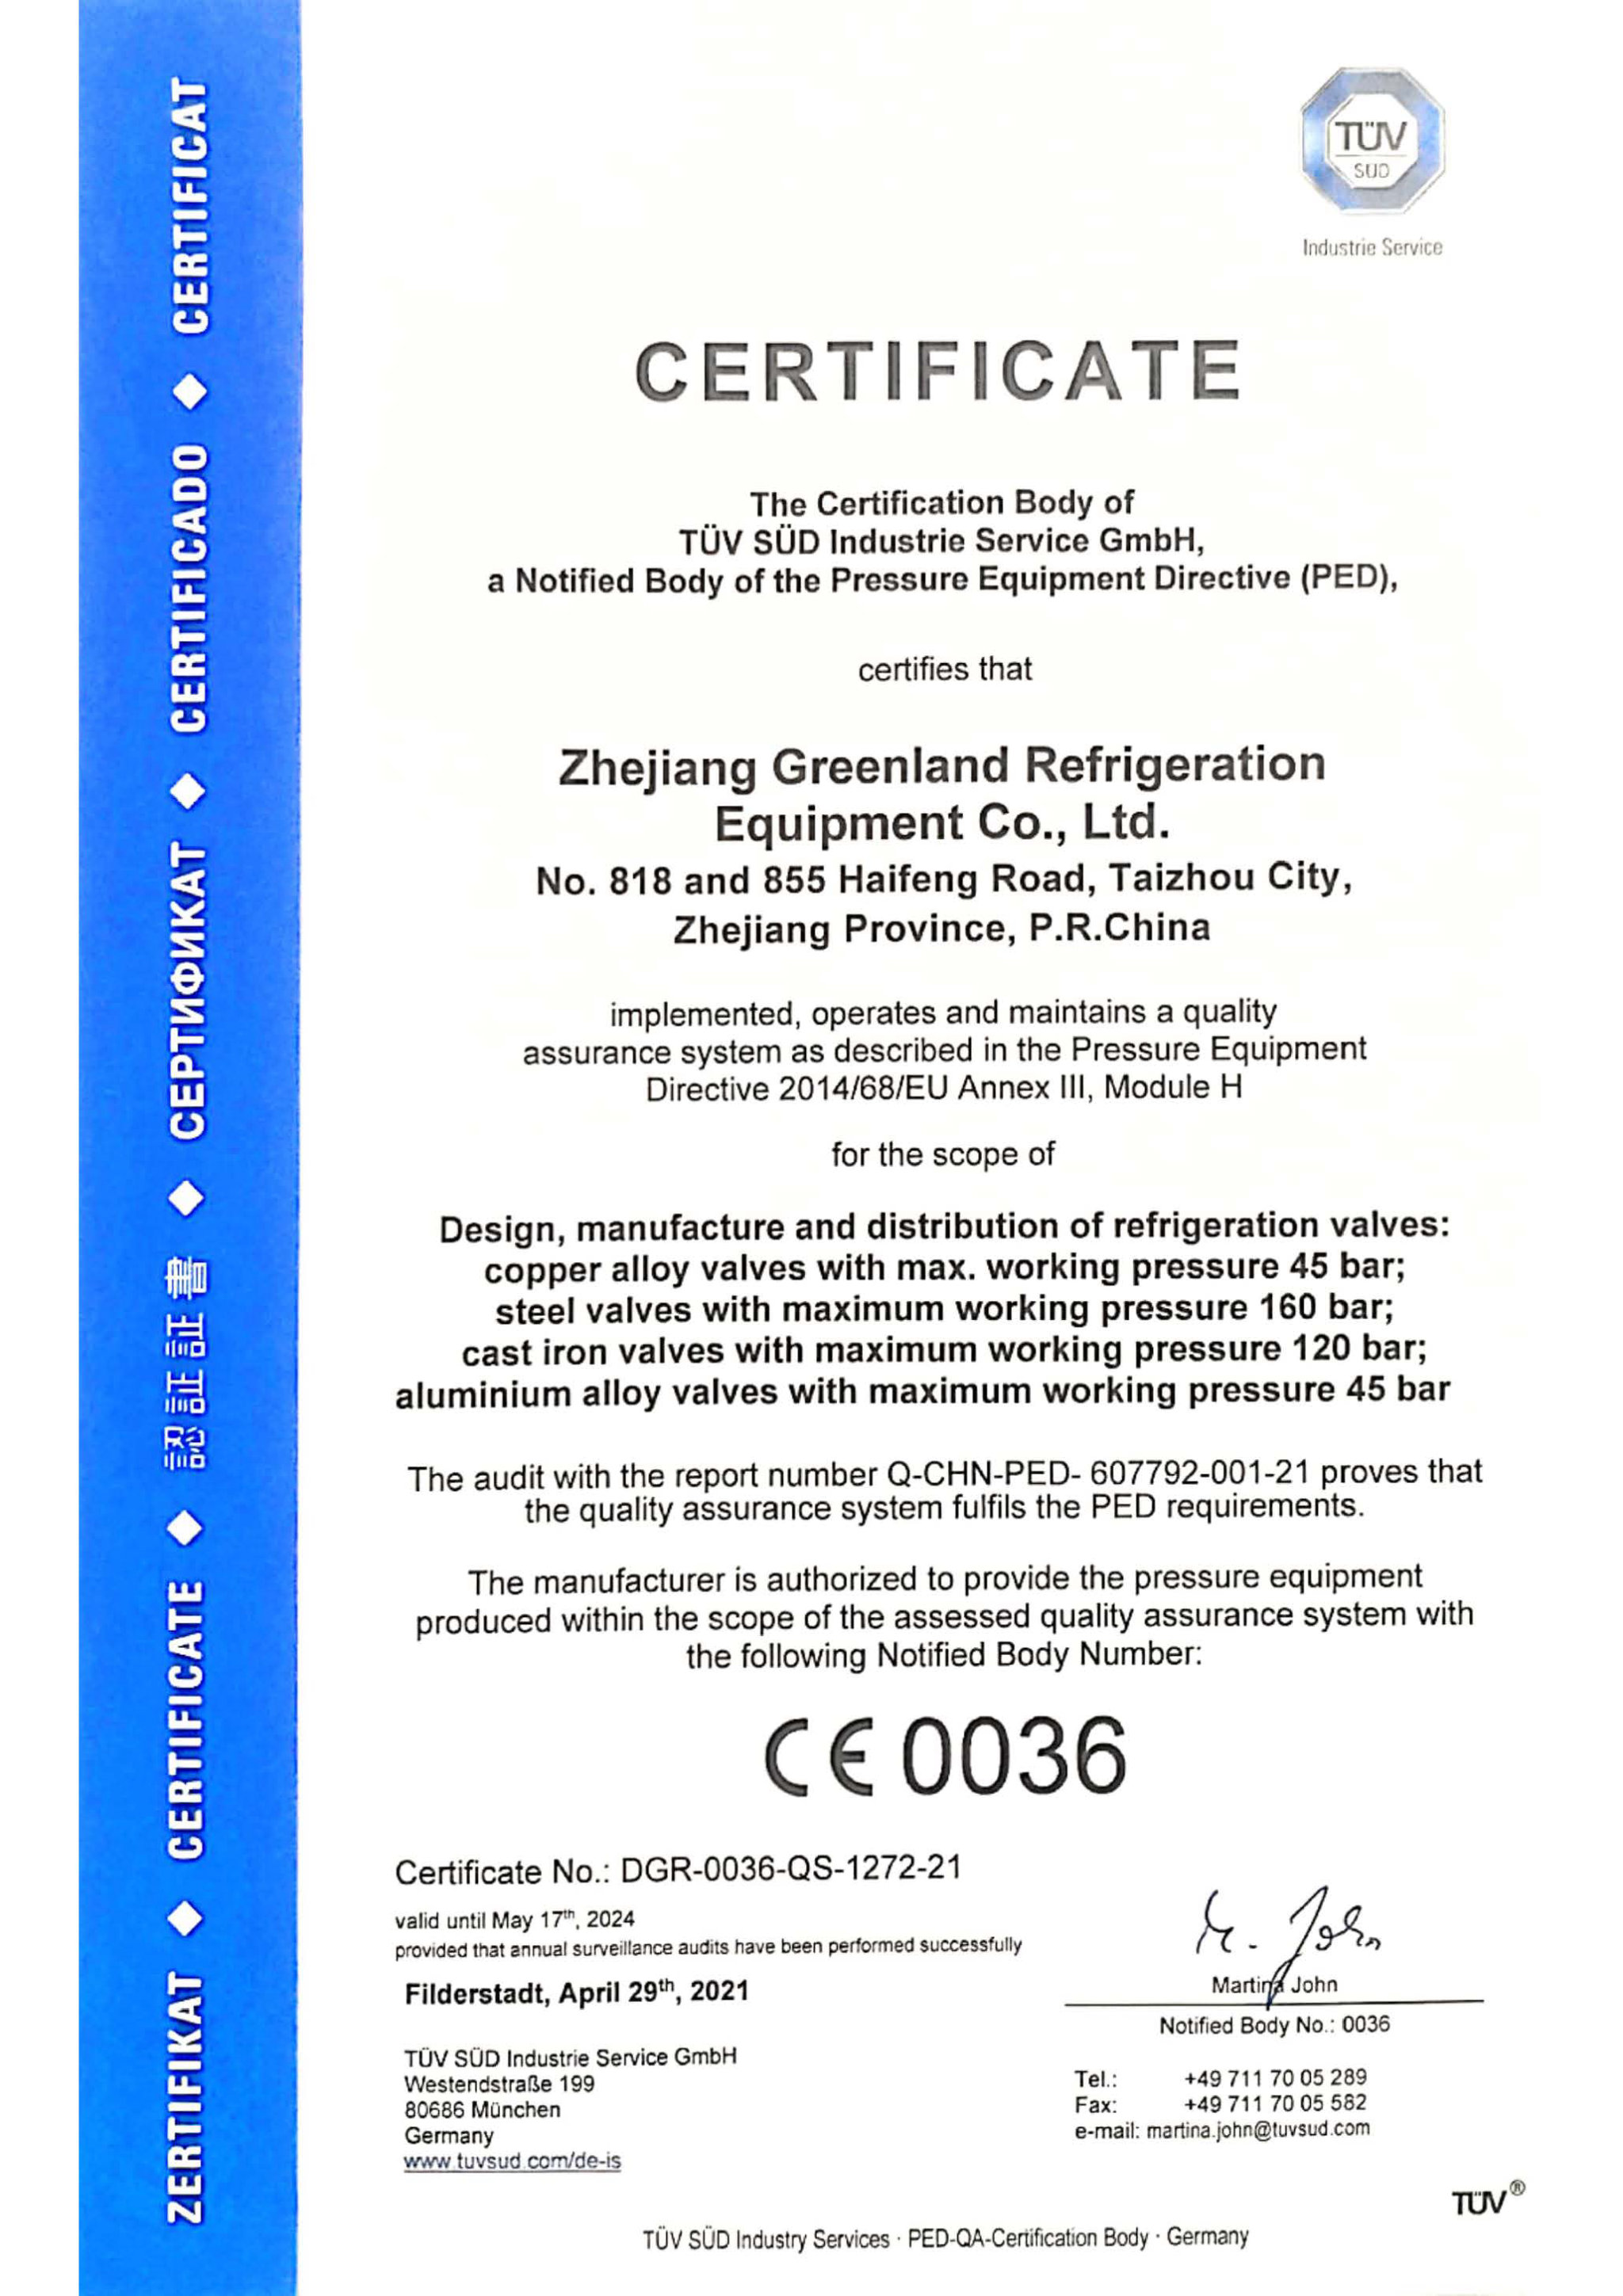 ZERTIFIKAT ◆ CERTIFICATE ◆ 認証証書 ◆ СЕРТИФИКАТ ◆ CERTIFICADO ◆ CERTIFICAT
TÜV
SÜD
Industrie Service
CERTIFICATE
The Certification Body of
TÜV SÜD Industrie Service GmbH,
a Notified Body of the Pressure Equipment Directive (PED),
certifies that
Zhejiang Greenland Refrigeration
Equipment Co., Ltd.
No. 818 and 855 Haifeng Road, Taizhou City,
Zhejiang Province, P.R.China
implemented, operates and maintains a quality
assurance system as described in the Pressure Equipment
Directive 2014/68/EU Annex III, Module H
for the scope of
Design, manufacture and distribution of refrigeration valves:
copper alloy valves with max. working pressure 45 bar;
steel valves with maximum working pressure 160 bar;
cast iron valves with maximum working pressure 120 bar;
aluminium alloy valves with maximum working pressure 45 bar
The audit with the report number Q-CHN-PED- 607792-001-21 proves that
the quality assurance system fulfils the PED requirements.
The manufacturer is authorized to provide the pressure equipment
produced within the scope of the assessed quality assurance system with
the following Notified Body Number:
CE 0036
Certificate No.: DGR-0036-QS-1272-21
valid until May 17th, 2024
provided that annual surveillance audits have been performed successfully
Filderstadt, April 29th, 2021
TÜV SÜD Industrie Service GmbH
Westendstraße 199
80686 München
Germany
www.tuvsud.com/de-is
M. John
Martina John
Notified Body No.: 0036
Tel.: +49 711 70 05 289
Fax: +49 711 70 05 582
e-mail: martina.john@tuvsud.com
TÜV®
TÜV SÜD Industry Services · PED-QA-Certification Body · Germany